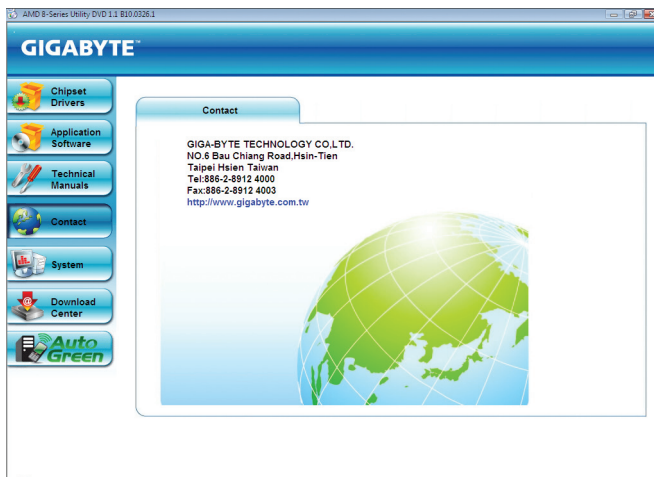 AMD 8-Series Utility DVD 1.1 B10.0326.1
GIGABYTE™
Chipset
Drivers
Application
Software
Technical
Manuals
Contact
System
Download
Center
Auto
Green
Contact
GIGA-BYTE TECHNOLOGY CO,LTD.
NO.6 Bau Chiang Road,Hsin-Tien
Taipei Hsien Taiwan
Tel:886-2-8912 4000
Fax:886-2-8912 4003
http://www.gigabyte.com.tw